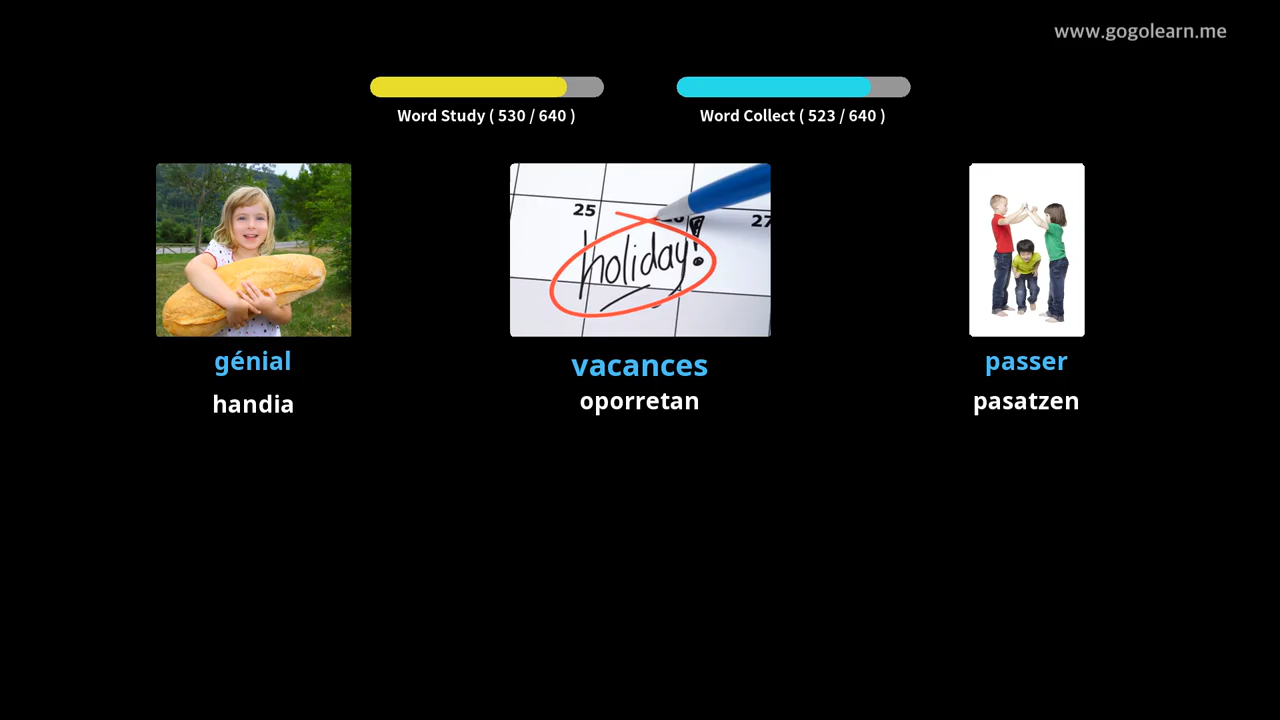 www.gogolearn.me
Word Study ( 530 / 640 )
Word Collect ( 523 / 640 )
25
27
holiday!
génial
vacances
passer
handia
oporretan
pasatzen